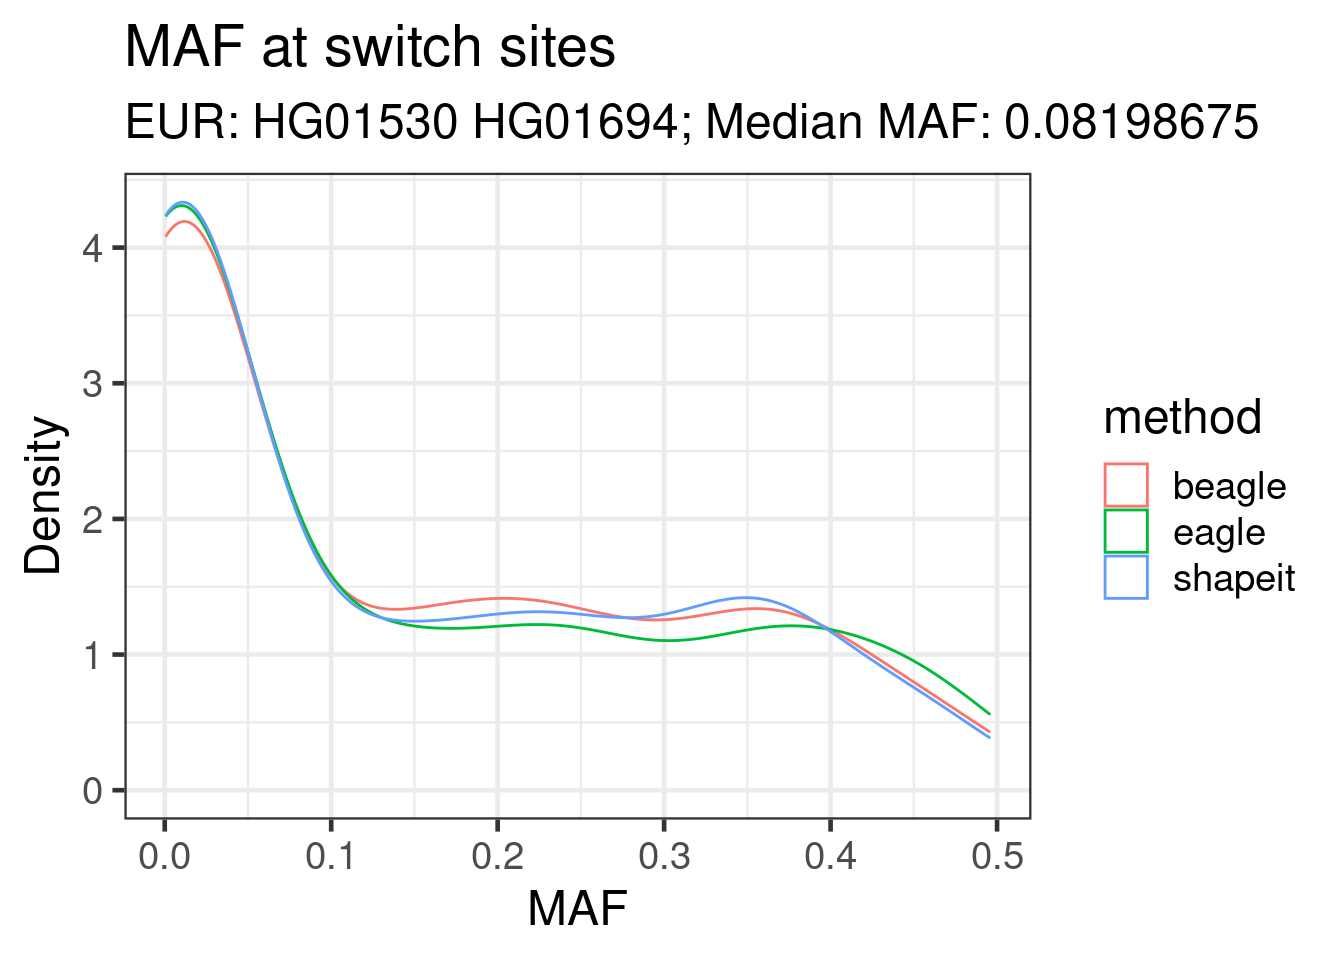 MAF at switch sites
EUR: HG01530 HG01694; Median MAF: 0.08198675
Density
4
3
2
1
0
0.0 0.1 0.2 0.3 0.4 0.5
MAF
method
beagle
eagle
shapeit